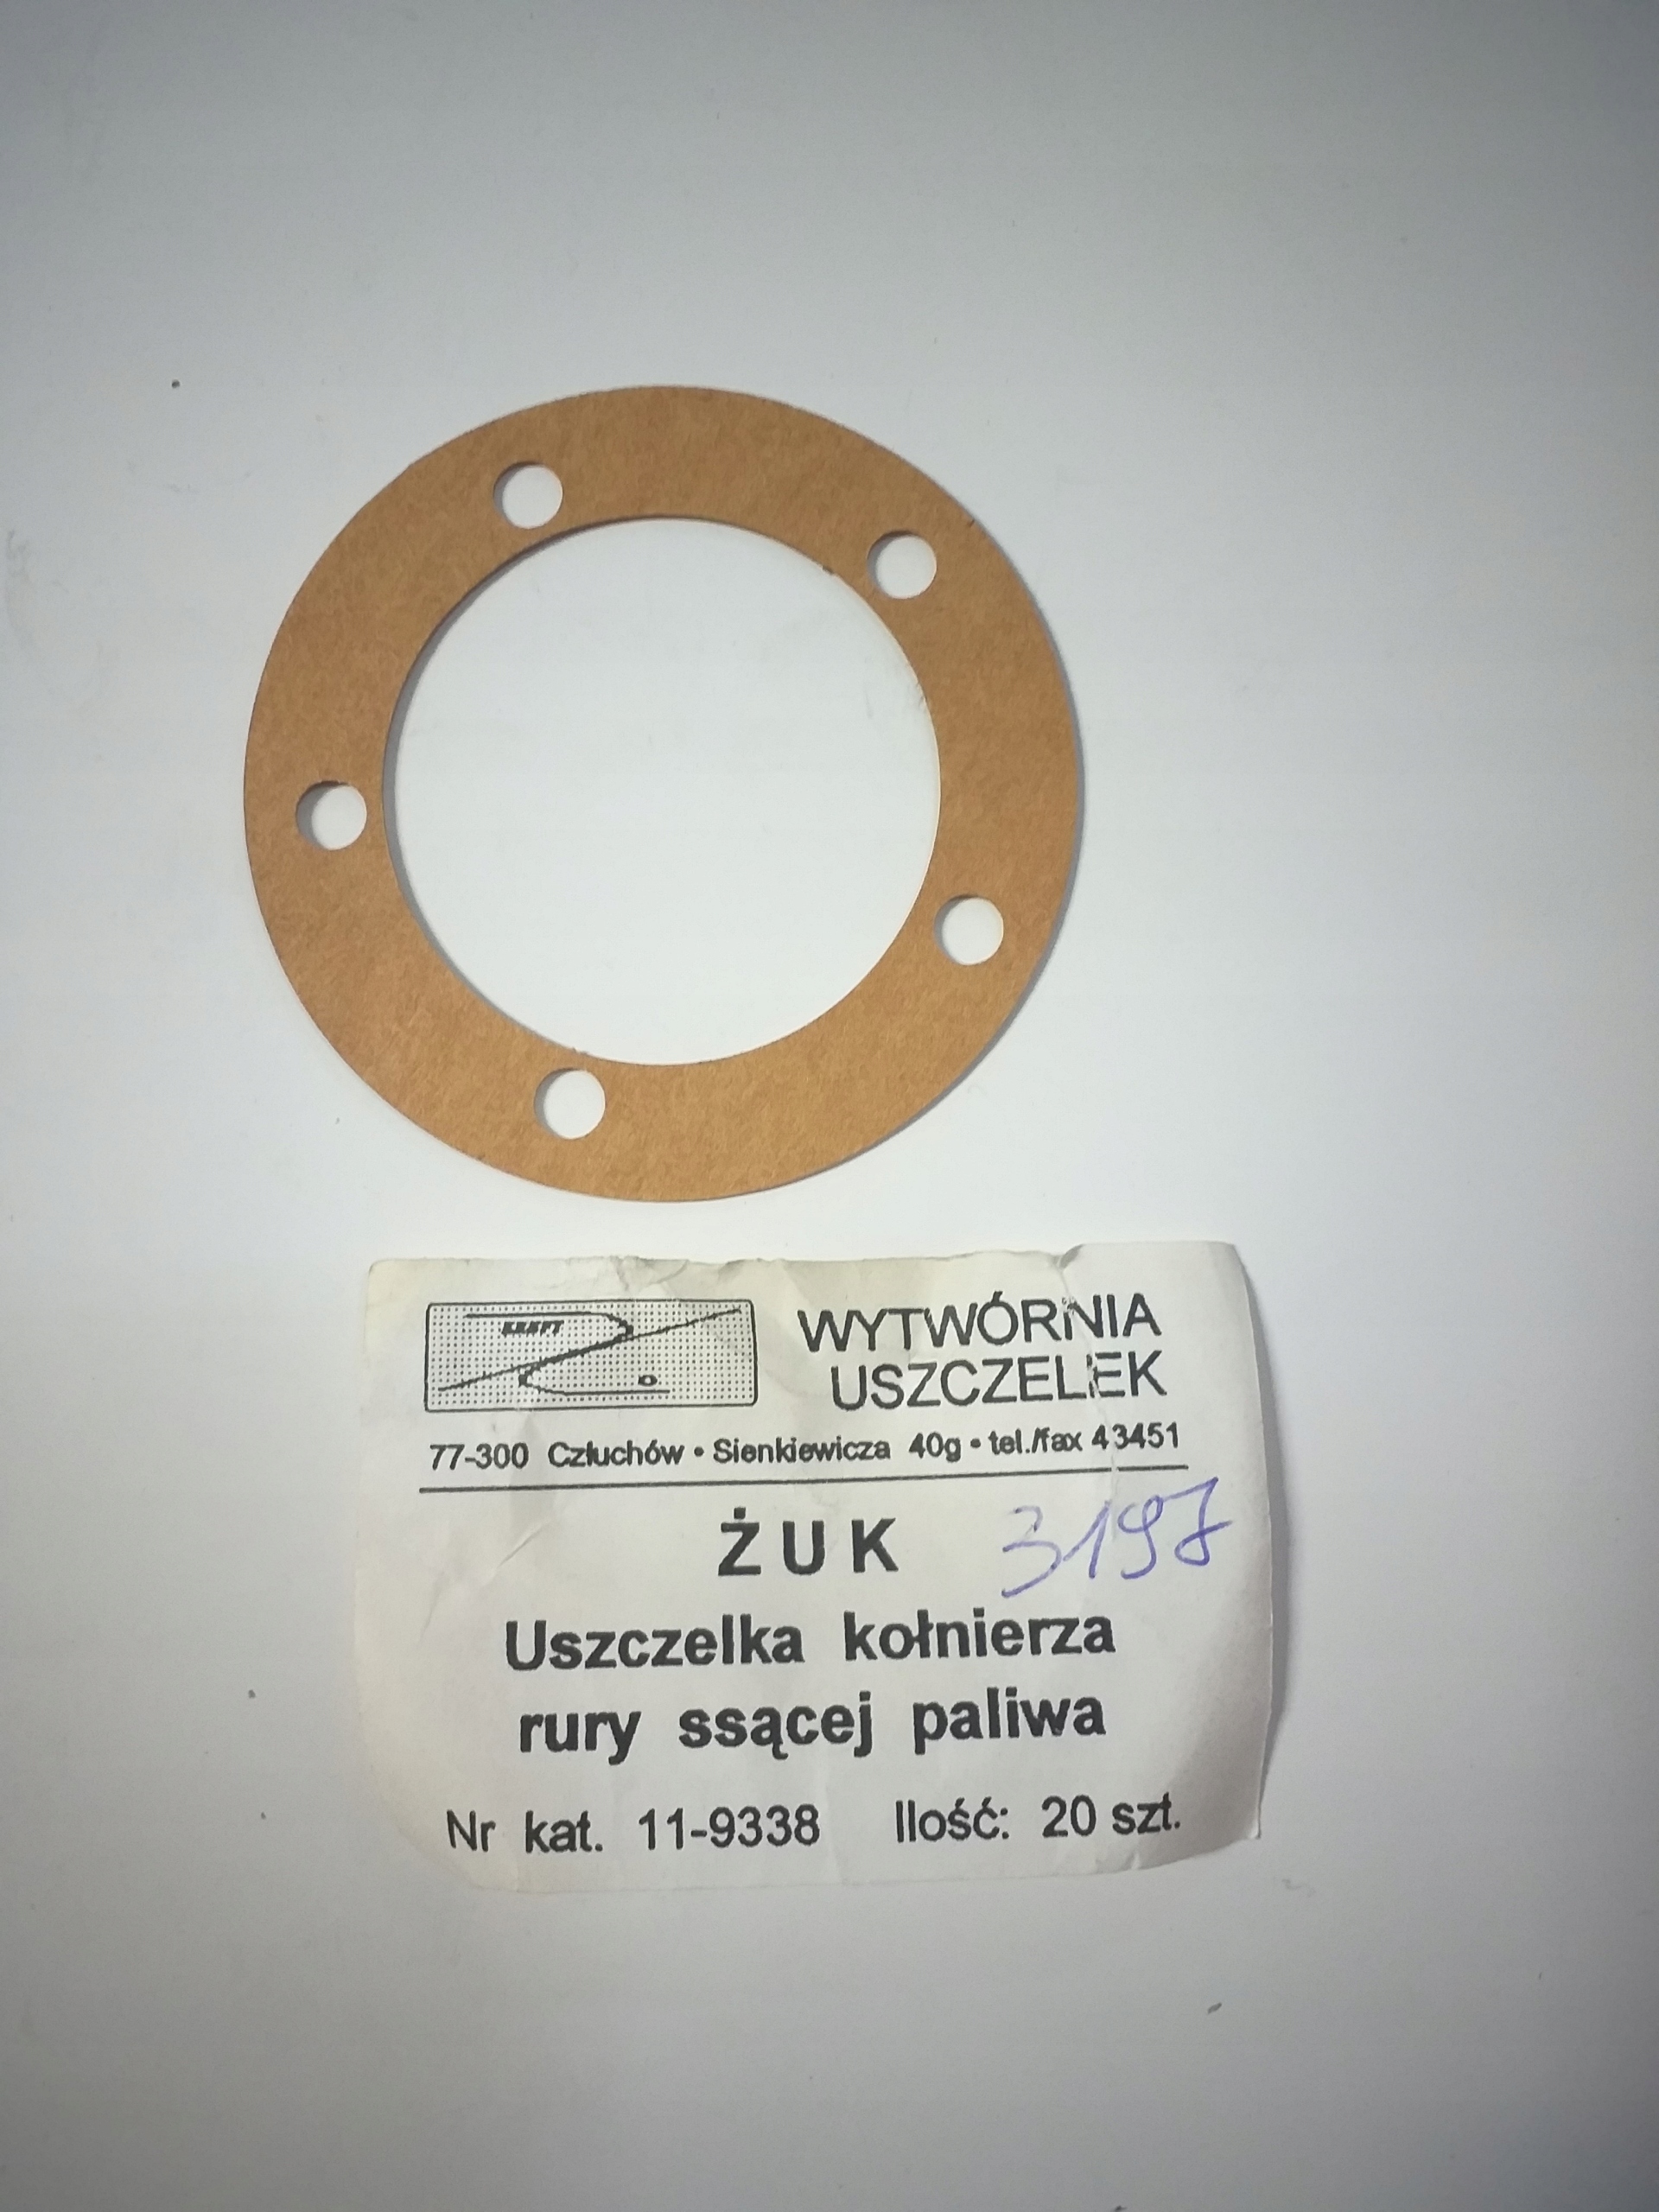 KRAFT
WYTWÓRNIA
USZCZELEK
77-300 Człuchów • Sienkiewicza 40g • tel./fax 43451
ŻUK 3197
Uszczelka kołnierza
rury ssącej paliwa
Nr kat. 11-9338 Ilość: 20 szt.